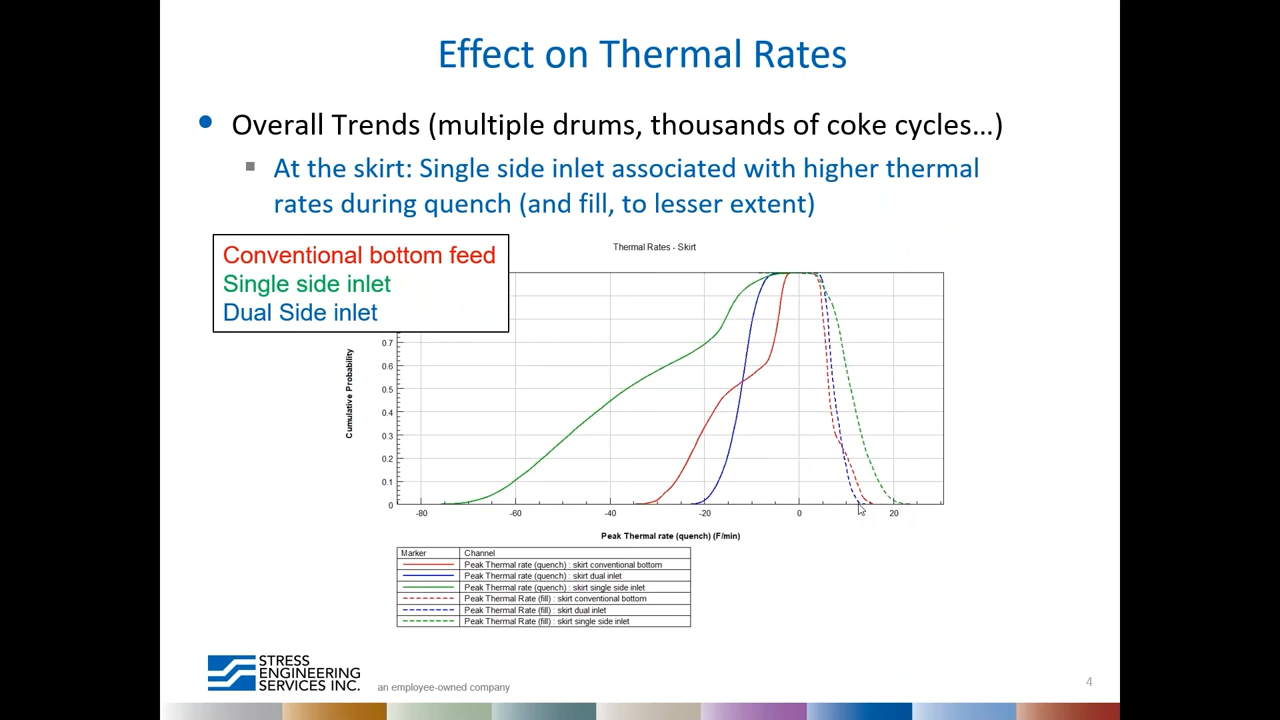 Effect on Thermal Rates
• Overall Trends (multiple drums, thousands of coke cycles…)
▪ At the skirt: Single side inlet associated with higher thermal
rates during quench (and fill, to lesser extent)
Conventional bottom feed
Single side inlet
Dual Side inlet
Thermal Rates - Skirt
Cumulative Probability
0.7
0.6
0.5
0.4
0.3
0.2
0.1
0
-80 -60 -40 -20 0 20
Peak Thermal rate (quench) (F/min)
Marker Channel
Peak Thermal rate (quench) : skirt conventional bottom
Peak Thermal rate (quench) : skirt dual inlet
Peak Thermal rate (quench) : skirt single side inlet
Peak Thermal Rate (fill) : skirt conventional bottom
Peak Thermal Rate (fill) : skirt dual inlet
Peak Thermal Rate (fill) : skirt single side inlet
STRESS
ENGINEERING
SERVICES INC.
an employee-owned company
4